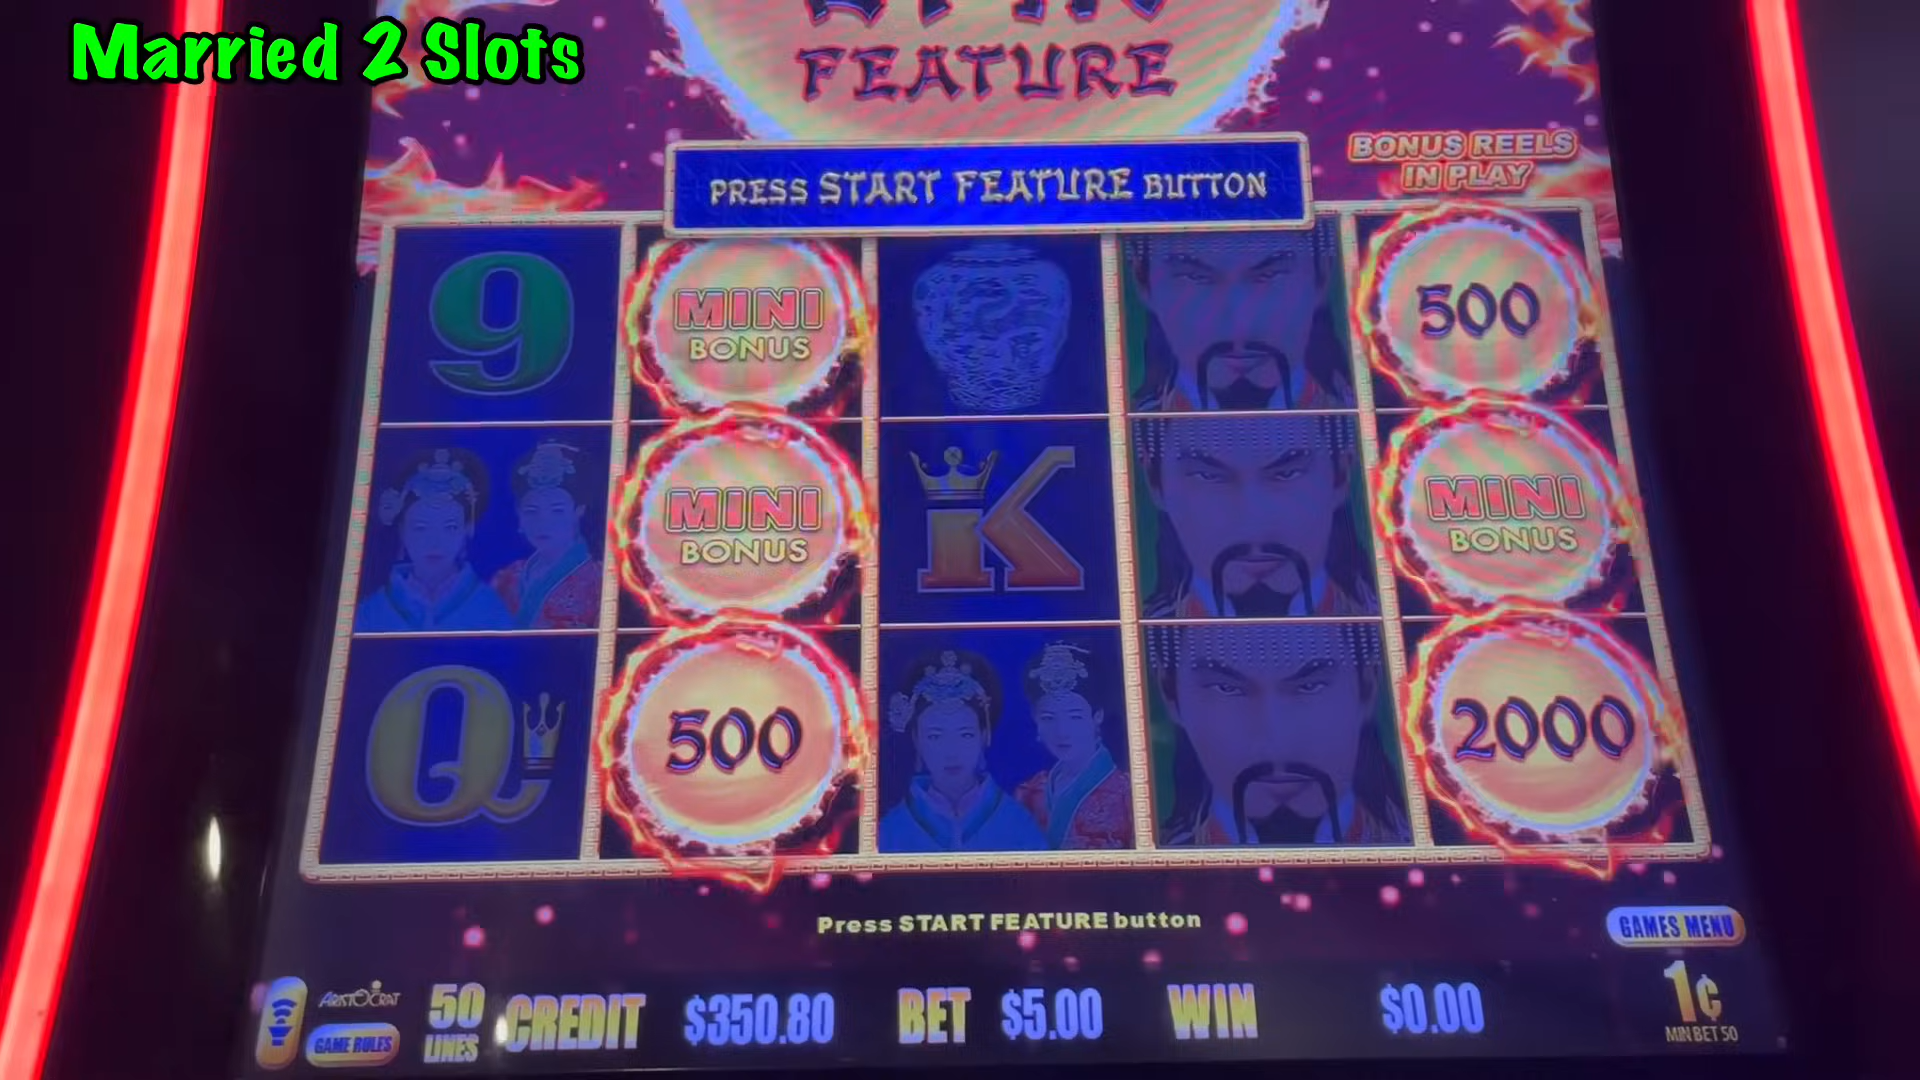 Married 2 Slots
SPIN
FEATURE
BONUS REELS
IN PLAY
PRESS START FEATURE BUTTON
9
MINI
BONUS
500
MINI
BONUS
K
MINI
BONUS
Q
500
2000
Press START FEATURE button
GAMES MENU
ARISTOCRAT
GAME RULES
50
LINES
CREDIT $350.80
BET $5.00
WIN $0.00
1¢
MIN BET 50